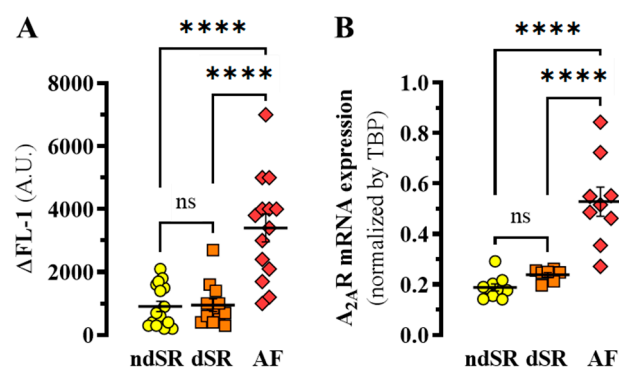 A
****
****
ns
ΔFL-1 (A.U.)
8000
6000
4000
2000
0
ndSR dSR AF
B
****
****
ns
A2AR mRNA expression
(normalized by TBP)
1.0
0.8
0.6
0.4
0.2
0.0
ndSR dSR AF